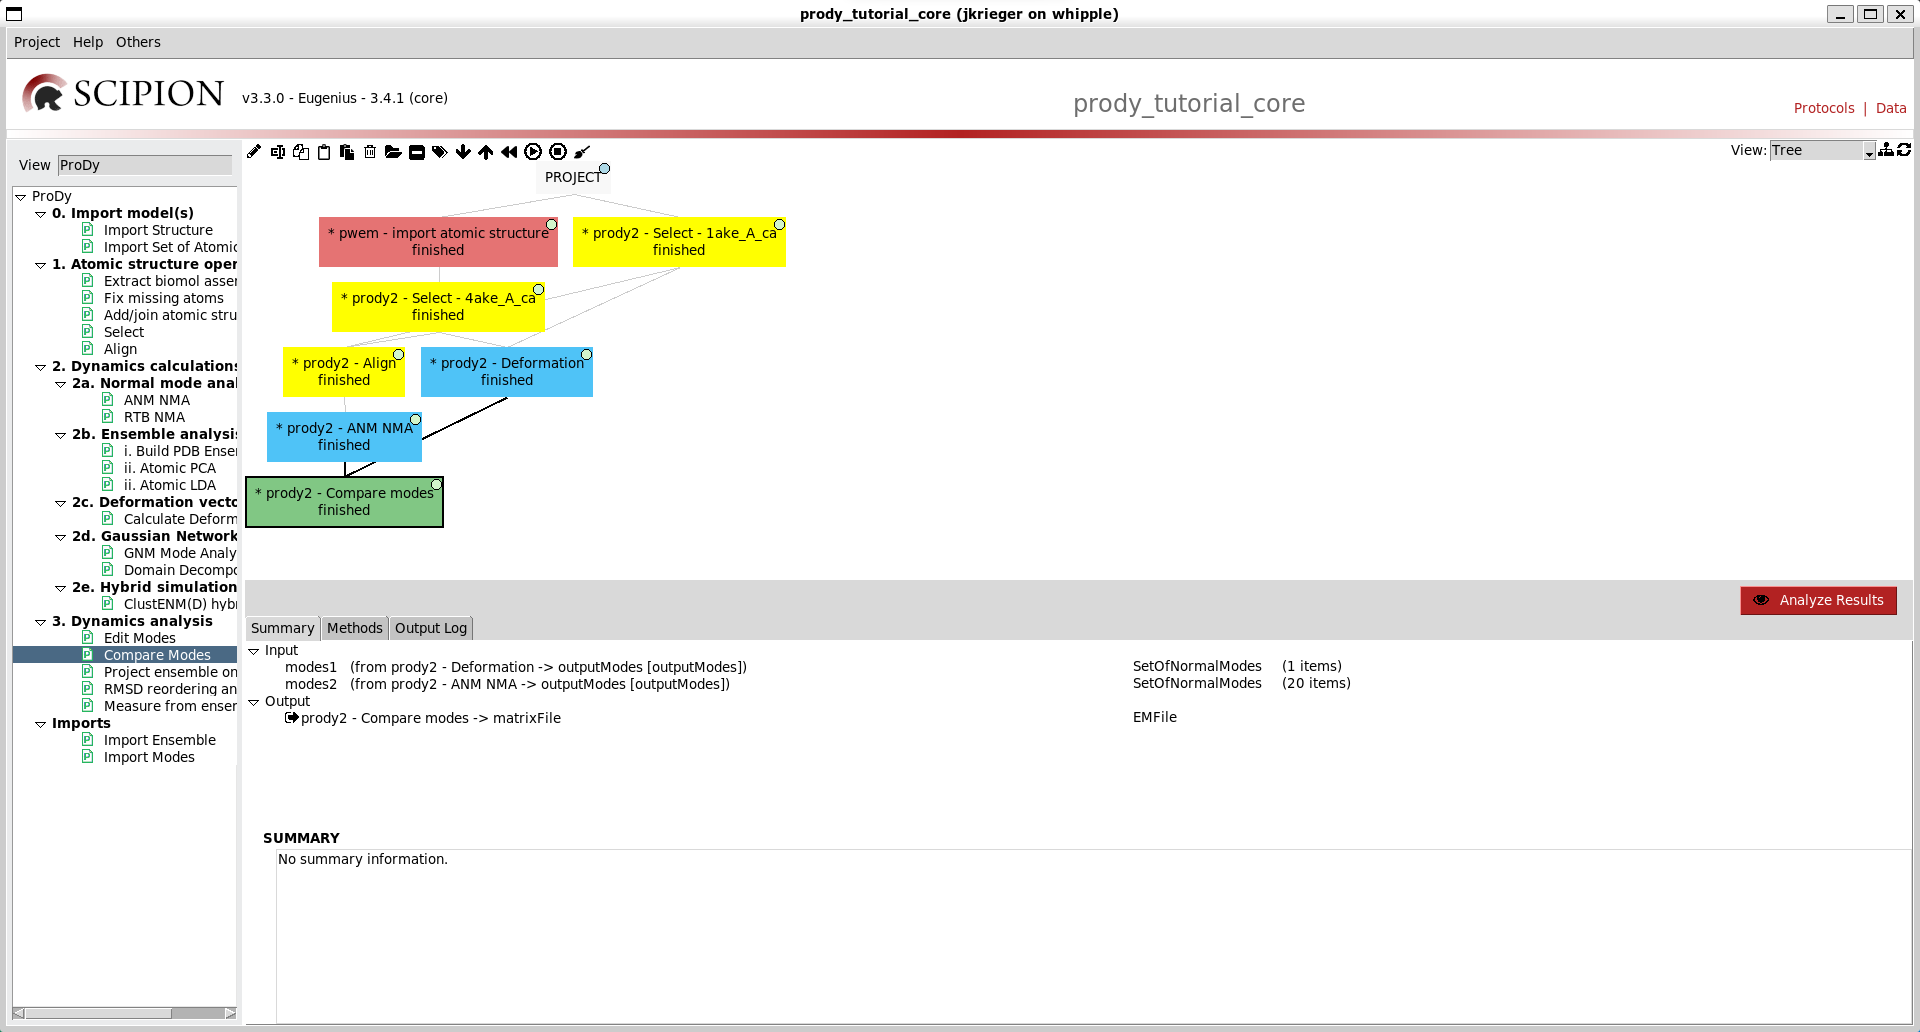 prody_tutorial_core (jkrieger on whipple)
Project Help Others
SCIPION v3.3.0 - Eugenius - 3.4.1 (core)
prody_tutorial_core
Protocols | Data
View ProDy
ProDy
0. Import model(s)
Import Structure
Import Set of Atomic
1. Atomic structure oper
Extract biomol asser
Fix missing atoms
Add/join atomic stru
Select
Align
2. Dynamics calculations
2a. Normal mode anal
ANM NMA
RTB NMA
2b. Ensemble analysis
i. Build PDB Ense
ii. Atomic PCA
ii. Atomic LDA
2c. Deformation vecto
Calculate Deform
2d. Gaussian Network
GNM Mode Analy
Domain Decompo
2e. Hybrid simulation
ClustENM(D) hybr
3. Dynamics analysis
Edit Modes
Compare Modes
Project ensemble on
RMSD reordering an
Measure from enser
Imports
Import Ensemble
Import Modes
View: Tree
PROJECT
* pwem - import atomic structure
finished
* prody2 - Select - 1ake_A_ca
finished
* prody2 - Select - 4ake_A_ca
finished
* prody2 - Align
finished
* prody2 - Deformation
finished
* prody2 - ANM NMA
finished
* prody2 - Compare modes
finished
Analyze Results
Summary Methods Output Log
Input
modes1 (from prody2 - Deformation -> outputModes [outputModes]) SetOfNormalModes (1 items)
modes2 (from prody2 - ANM NMA -> outputModes [outputModes]) SetOfNormalModes (20 items)
Output
prody2 - Compare modes -> matrixFile EMFile
SUMMARY
No summary information.